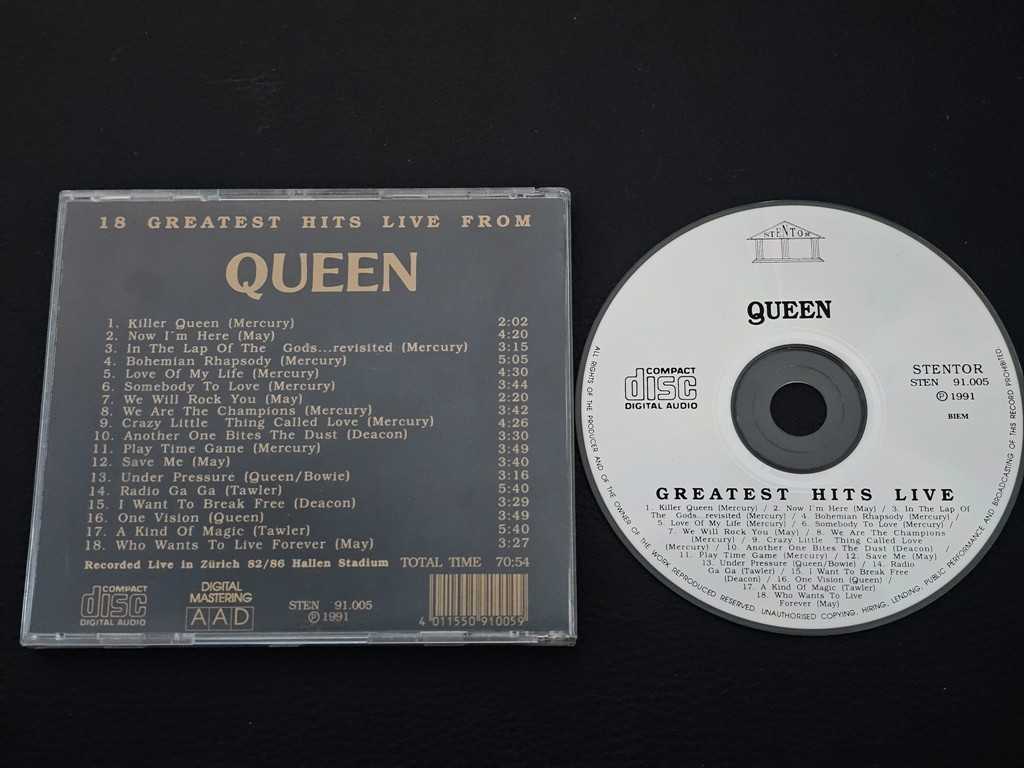 18 GREATEST HITS LIVE FROM
QUEEN
1. Killer Queen (Mercury) 2:02
2. Now I'm Here (May) 4:20
3. In The Lap Of The Gods...revisited (Mercury) 3:15
4. Bohemian Rhapsody (Mercury) 5:05
5. Love Of My Life (Mercury) 4:30
6. Somebody To Love (Mercury) 3:44
7. We Will Rock You (May) 2:20
8. We Are The Champions (Mercury) 3:42
9. Crazy Little Thing Called Love (Mercury) 4:26
10. Another One Bites The Dust (Deacon) 3:30
11. Play Time Game (Mercury) 3:49
12. Save Me (May) 3:40
13. Under Pressure (Queen/Bowie) 3:16
14. Radio Ga Ga (Tawler) 5:40
15. I Want To Break Free (Deacon) 3:29
16. One Vision (Queen) 3:49
17. A Kind Of Magic (Tawler) 5:40
18. Who Wants To Live Forever (May) 3:27
Recorded Live in Zürich 82/86 Hallen Stadium TOTAL TIME 70:54
COMPACT
disc
DIGITAL AUDIO
DIGITAL
MASTERING
AAD
STEN 91.005
℗ 1991
4 011550 910059
STENTOR
QUEEN
COMPACT
disc
DIGITAL AUDIO
STENTOR
STEN 91.005
℗ 1991
BIEM
GREATEST HITS LIVE
1. Killer Queen (Mercury) / 2. Now I'm Here (May) / 3. In The Lap Of
The Gods...revisited (Mercury) / 4. Bohemian Rhapsody (Mercury) /
5. Love Of My Life (Mercury) / 6. Somebody To Love (Mercury) /
7. We Will Rock You (May) / 8. We Are The Champions
(Mercury) / 9. Crazy Little Thing Called Love
(Mercury) / 10. Another One Bites The Dust (Deacon) /
11. Play Time Game (Mercury) / 12. Save Me (May) /
13. Under Pressure (Queen/Bowie) / 14. Radio
Ga Ga (Tawler) / 15. I Want To Break Free
(Deacon) / 16. One Vision (Queen) /
17. A Kind Of Magic (Tawler)
18. Who Wants To Live
Forever (May)
ALL RIGHTS OF THE PRODUCER AND OF THE OWNER OF THE WORK REPRODUCED RESERVED. UNAUTHORISED COPYING, HIRING, LENDING, PUBLIC PERFORMANCE AND BROADCASTING OF THIS RECORD PROHIBITED.